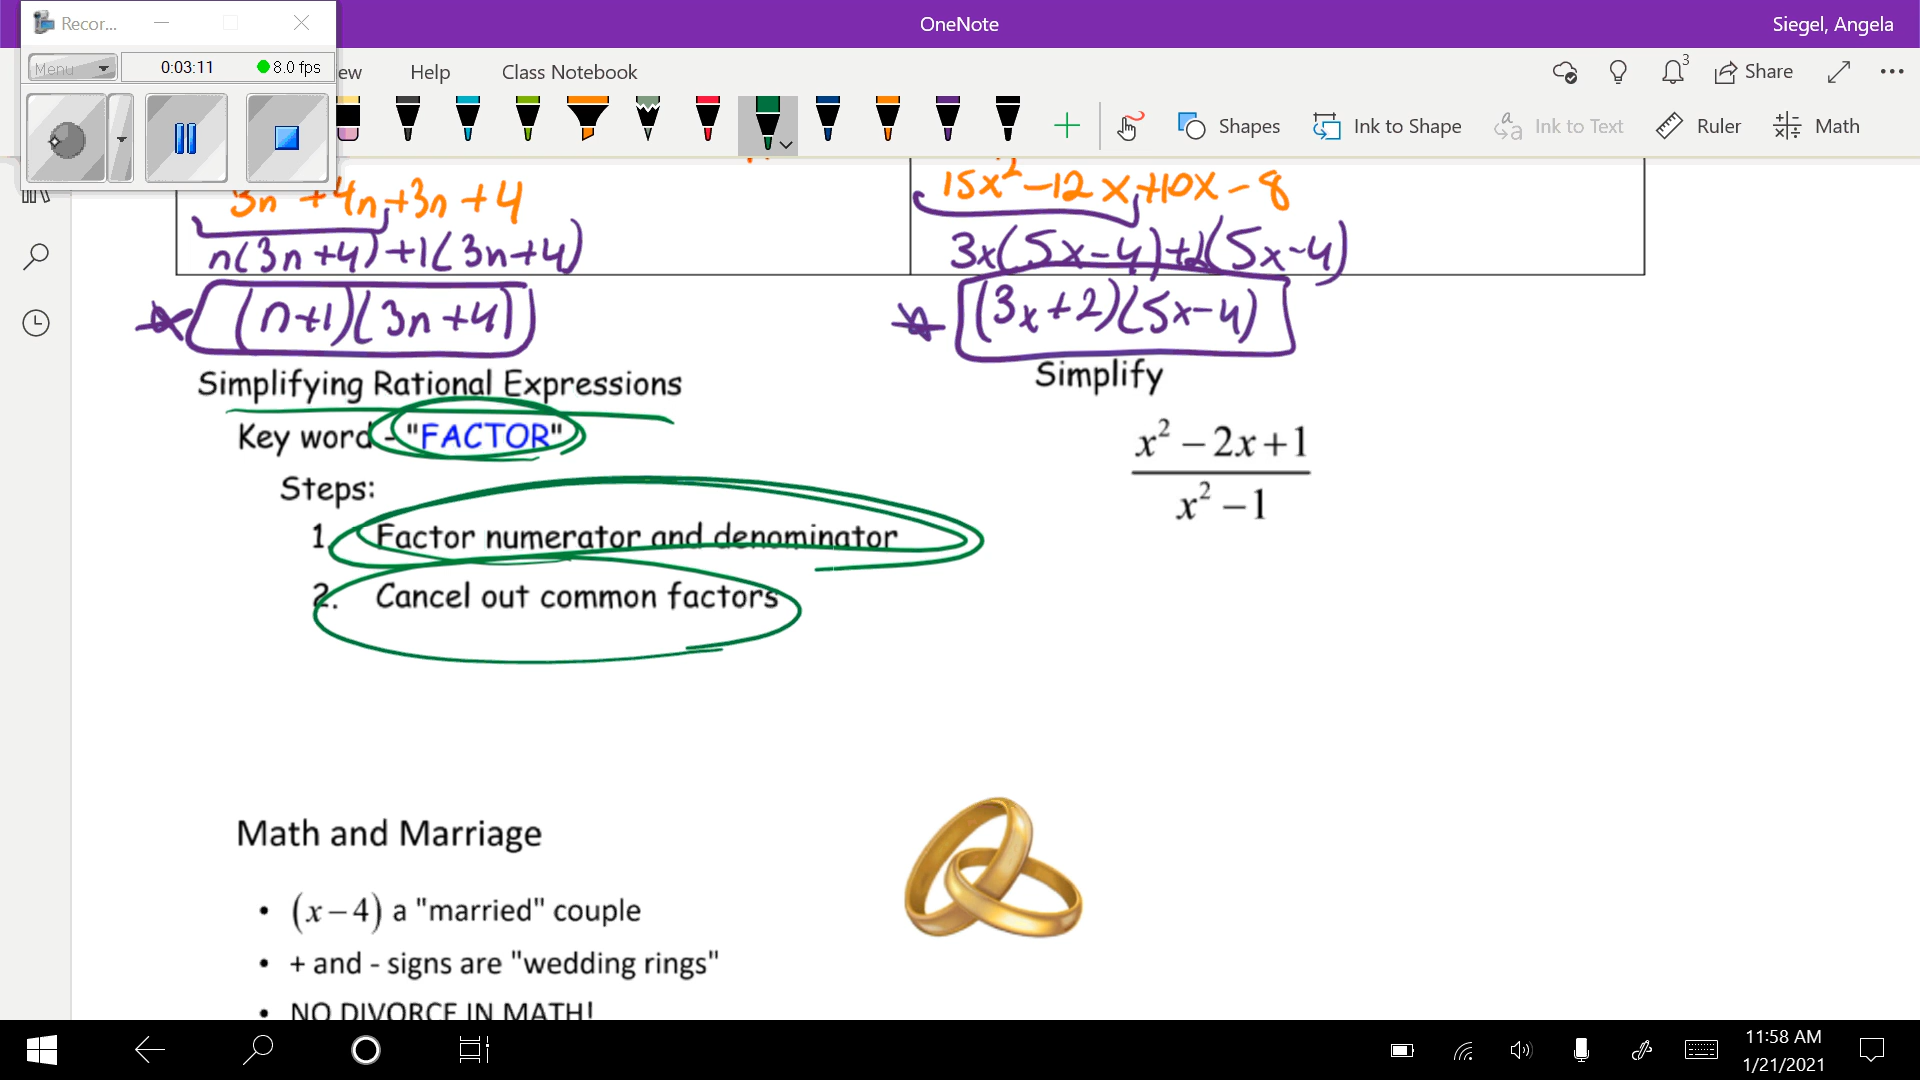 Recor...
OneNote
Siegel, Angela
Menu
0:03:11
8.0 fps
ew
Help
Class Notebook
3
Share
Shapes
Ink to Shape
Ink to Text
Ruler
Math
3n² + 4n + 3n + 4
15x² − 12x + 10x − 8
n(3n+4) + 1(3n+4)
3x(5x−4) + 2(5x−4)
(n+1)(3n+4)
(3x+2)(5x−4)
Simplifying Rational Expressions
Simplify
Key word - "FACTOR"
x² − 2x + 1
x² − 1
Steps:
1. Factor numerator and denominator
2. Cancel out common factors
Math and Marriage
• (x − 4) a "married" couple
• + and - signs are "wedding rings"
• NO DIVORCE IN MATH!
11:58 AM
1/21/2021